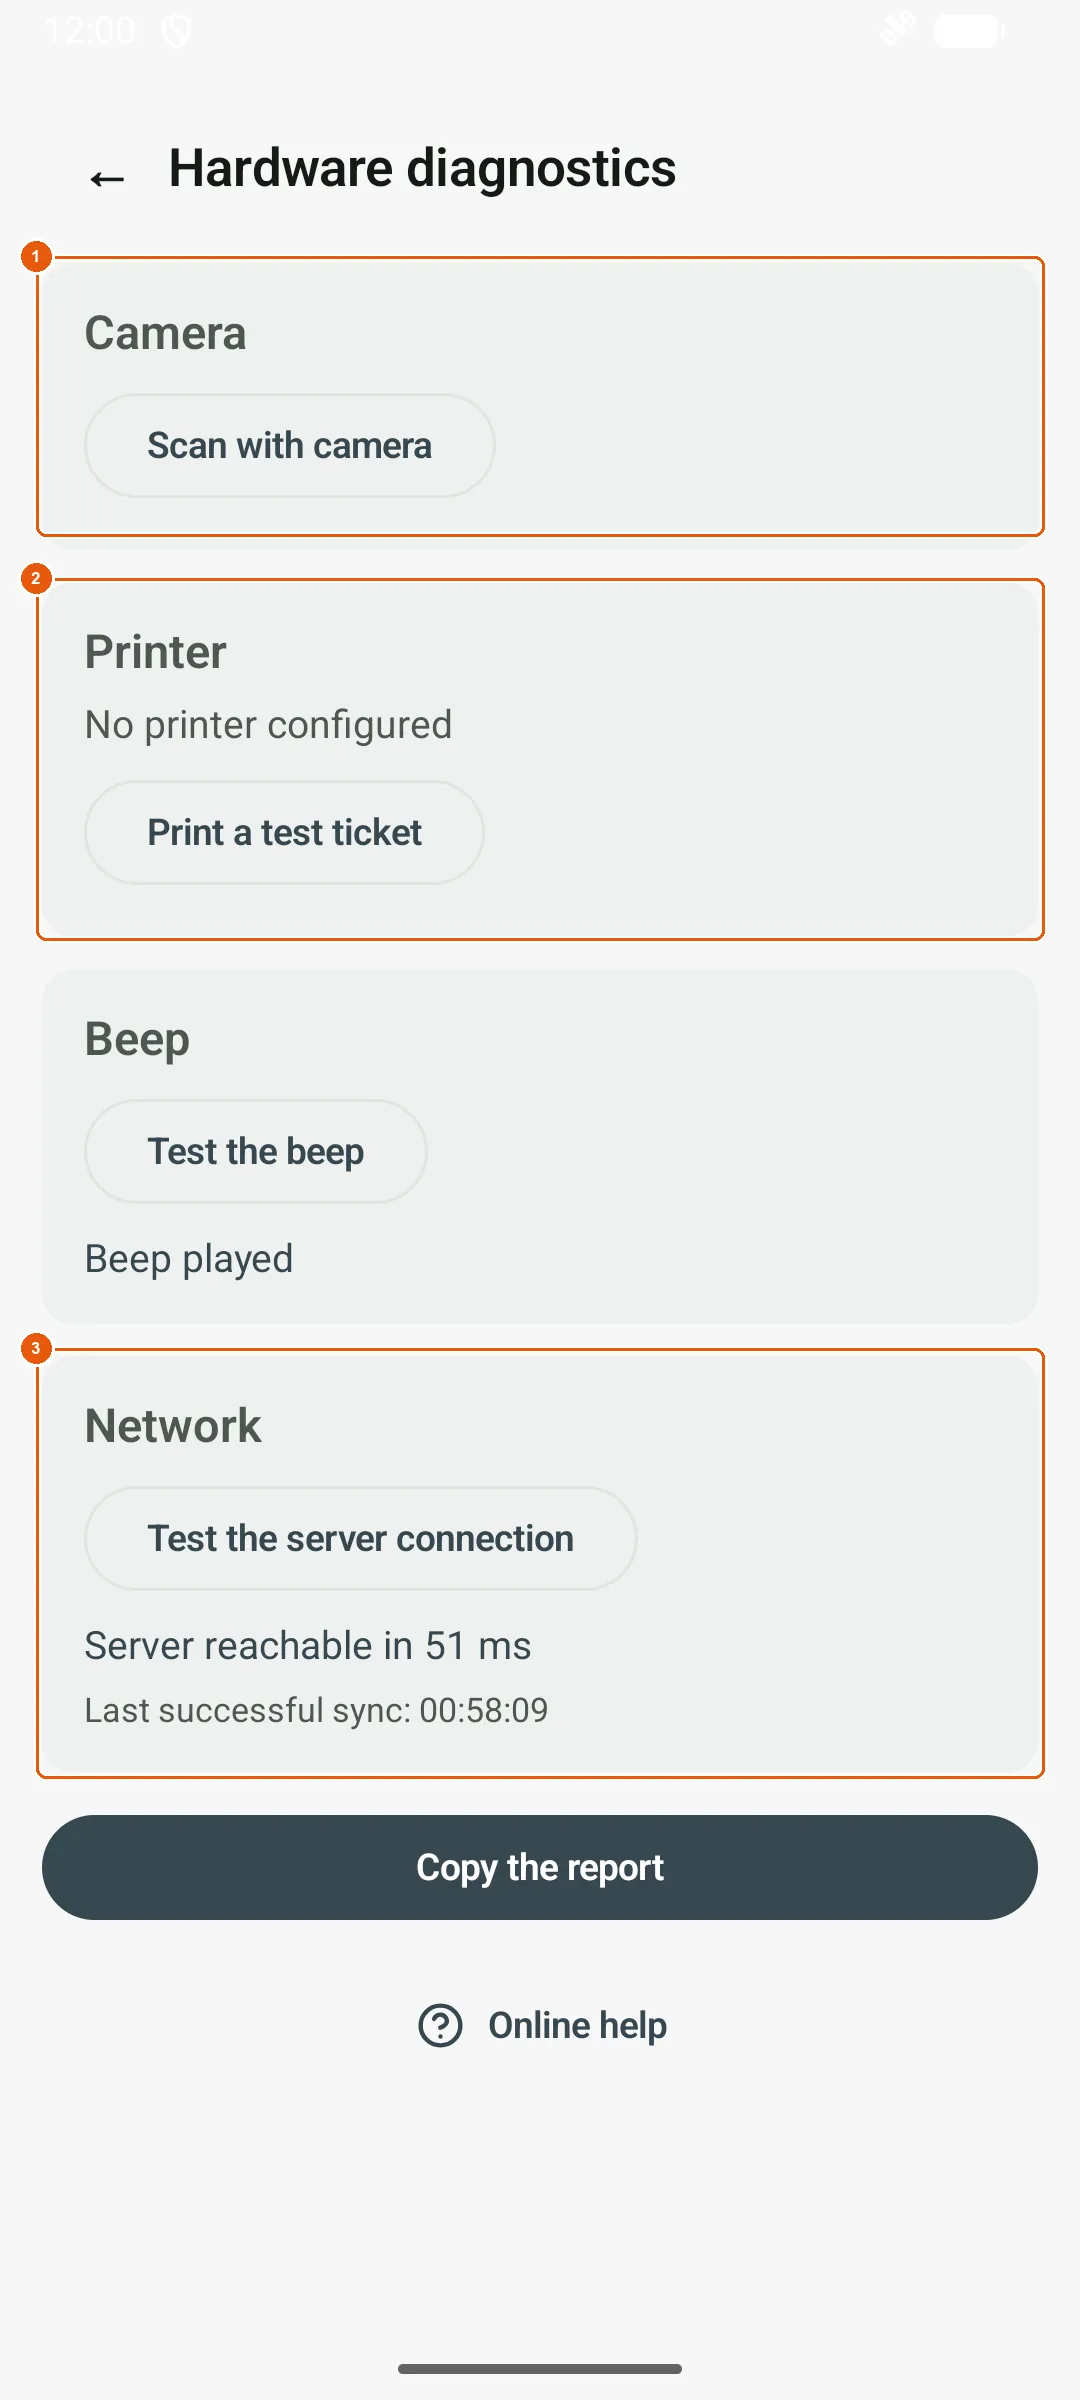 12:00
← Hardware diagnostics
1
Camera
Scan with camera
2
Printer
No printer configured
Print a test ticket
Beep
Test the beep
Beep played
3
Network
Test the server connection
Server reachable in 51 ms
Last successful sync: 00:58:09
Copy the report
Online help